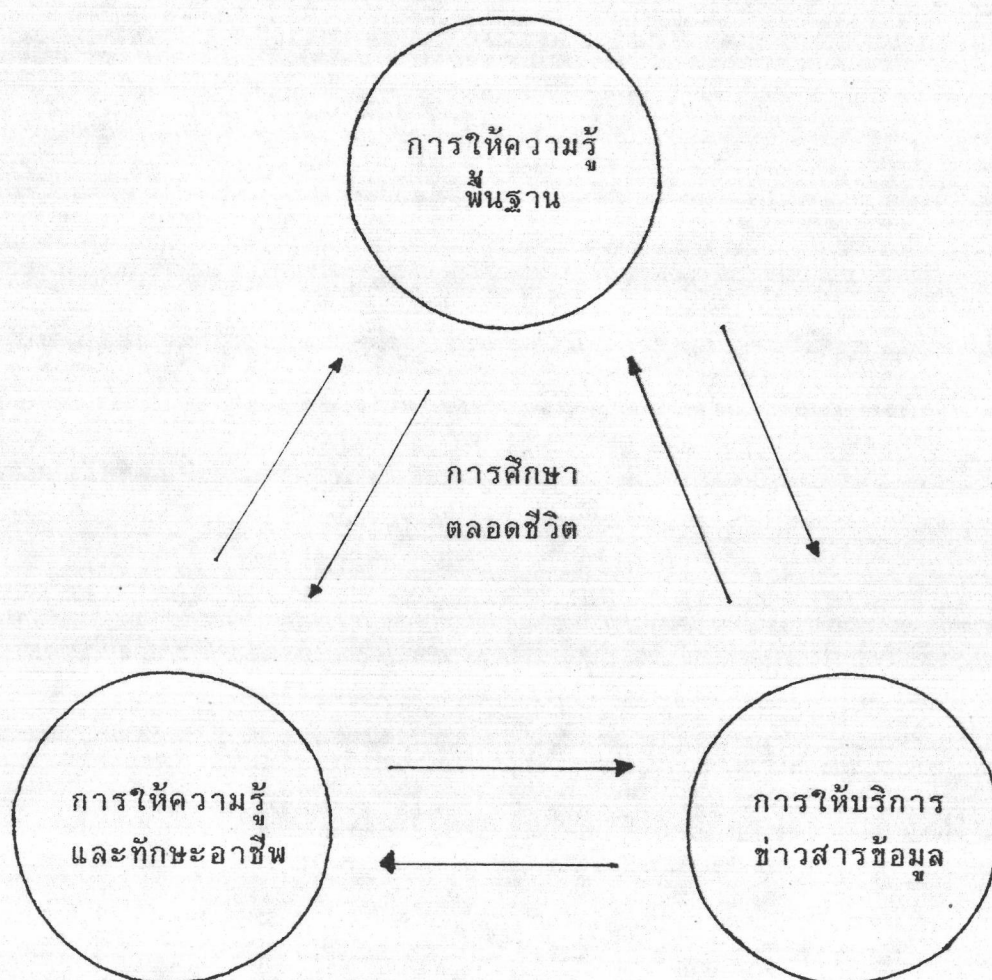 การให้ความรู้
พื้นฐาน
การศึกษา
ตลอดชีวิต
การให้ความรู้
และทักษะอาชีพ
การให้บริการ
ข่าวสารข้อมูล